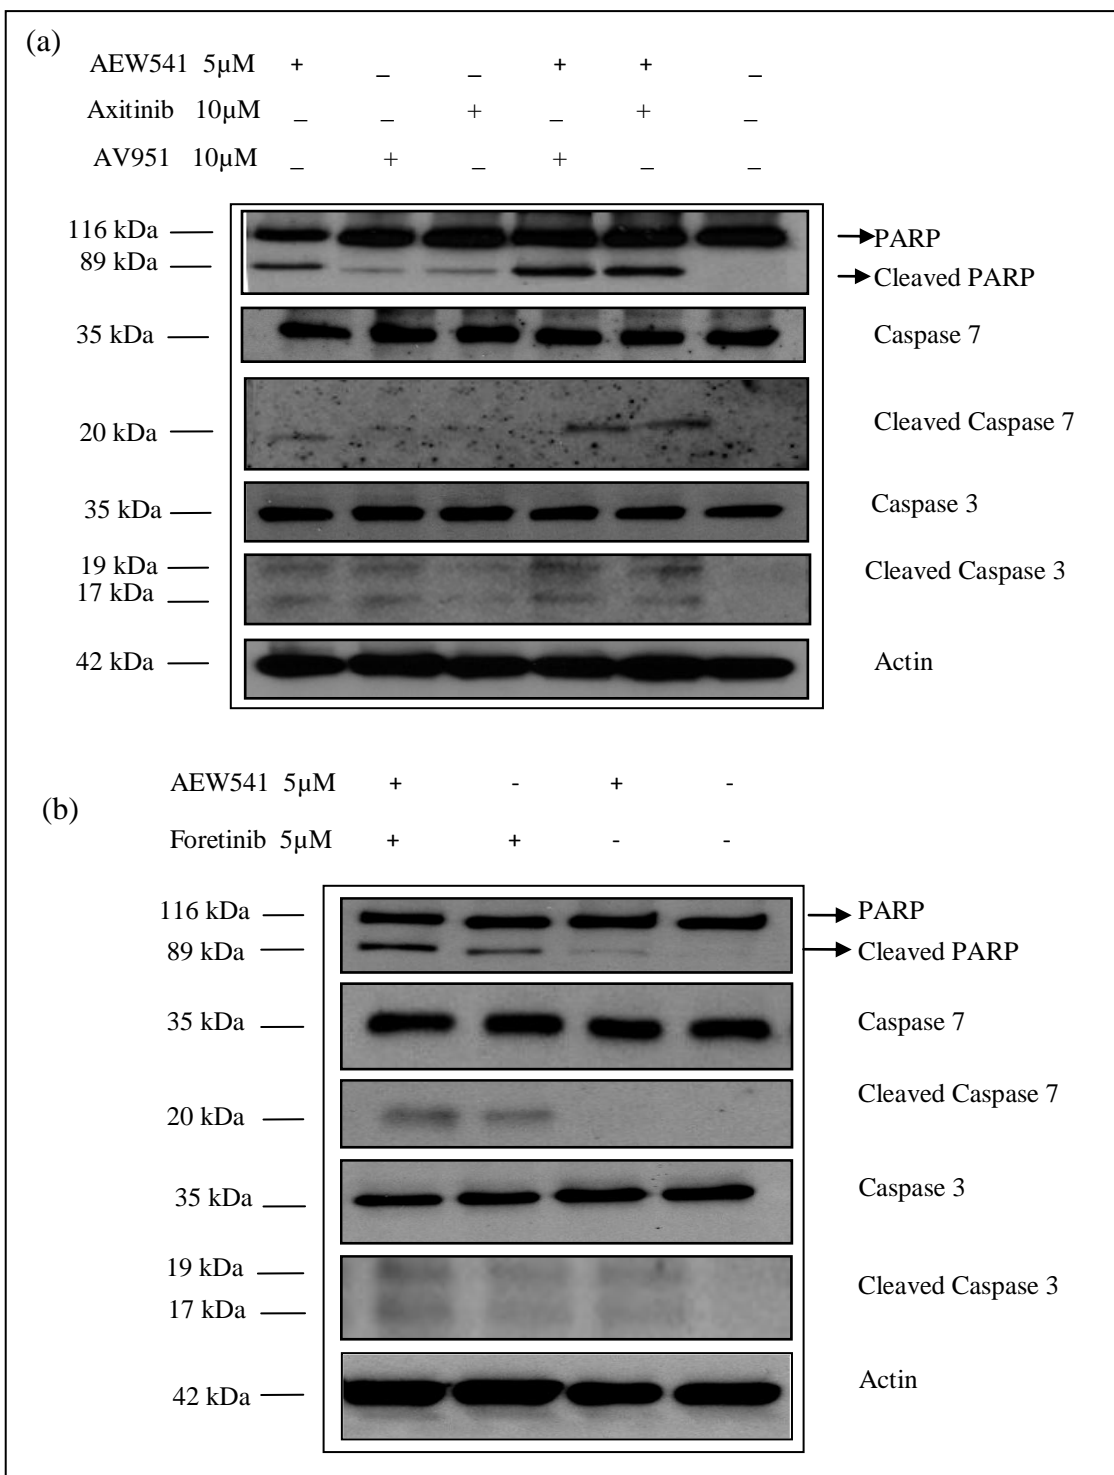 (a)
AEW541 5µM + _ _ + + _
Axitinib 10µM _ _ + _ + _
AV951 10µM _ + _ + _ _
116 kDa PARP
89 kDa Cleaved PARP
35 kDa Caspase 7
20 kDa Cleaved Caspase 7
35 kDa Caspase 3
19 kDa Cleaved Caspase 3
17 kDa
42 kDa Actin
(b)
AEW541 5µM + - + -
Foretinib 5µM + + - -
116 kDa PARP
89 kDa Cleaved PARP
35 kDa Caspase 7
20 kDa Cleaved Caspase 7
35 kDa Caspase 3
19 kDa Cleaved Caspase 3
17 kDa
42 kDa Actin